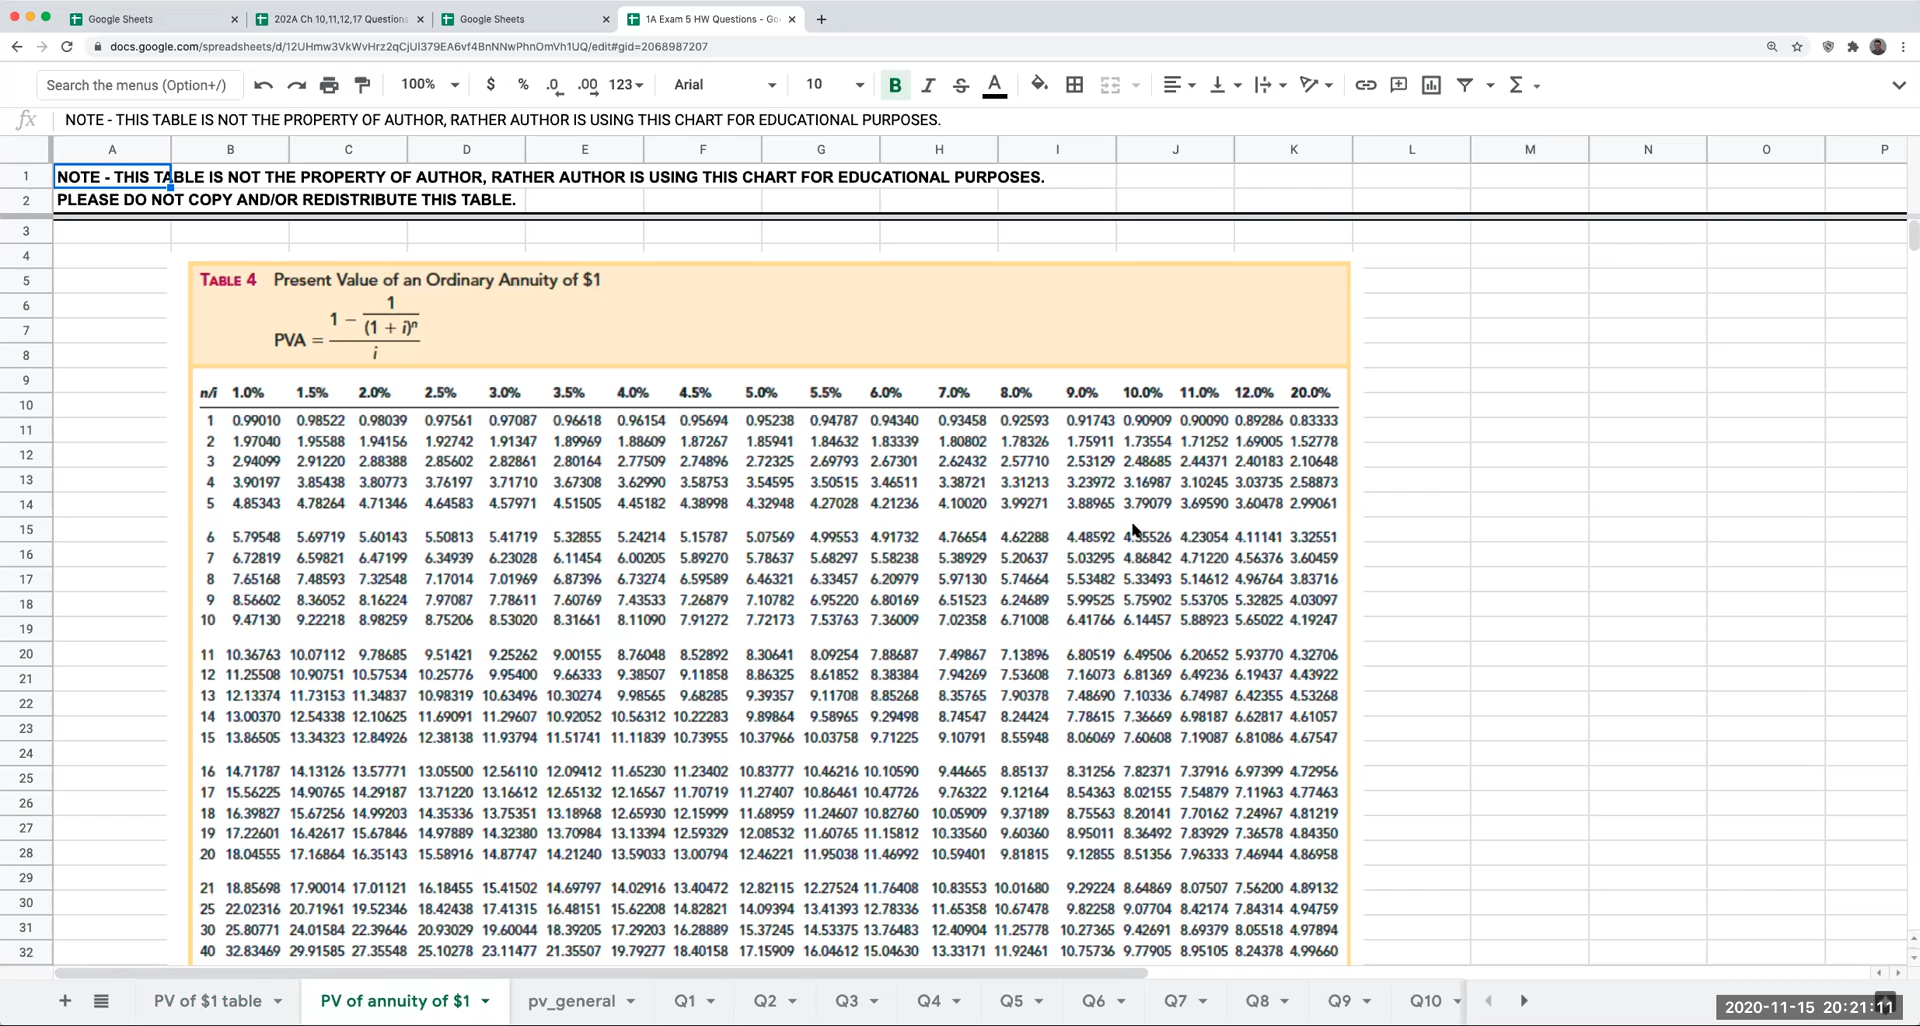 Google Sheets
202A Ch 10,11,12,17 Questions
Google Sheets
1A Exam 5 HW Questions - Go
docs.google.com/spreadsheets/d/12UHmw3VkWvHrz2qCjUl379EA6vf4BnNNwPhnOmVh1UQ/edit#gid=2068987207
Search the menus (Option+/) 100% $ % .0 .00 123 Arial 10 B I S A Σ
fx NOTE - THIS TABLE IS NOT THE PROPERTY OF AUTHOR, RATHER AUTHOR IS USING THIS CHART FOR EDUCATIONAL PURPOSES.
A B C D E F G H I J K L M N O P
1 NOTE - THIS TABLE IS NOT THE PROPERTY OF AUTHOR, RATHER AUTHOR IS USING THIS CHART FOR EDUCATIONAL PURPOSES.
2 PLEASE DO NOT COPY AND/OR REDISTRIBUTE THIS TABLE.
3
4
5
6
7
8
9
10
11
12
13
14
15
16
17
18
19
20
21
22
23
24
25
26
27
28
29
30
31
32
TABLE 4 Present Value of an Ordinary Annuity of $1
PVA = 
1 - 1
(1 + i)ⁿ
i
n/i 1.0% 1.5% 2.0% 2.5% 3.0% 3.5% 4.0% 4.5% 5.0% 5.5% 6.0% 7.0% 8.0% 9.0% 10.0% 11.0% 12.0% 20.0%
1 0.99010 0.98522 0.98039 0.97561 0.97087 0.96618 0.96154 0.95694 0.95238 0.94787 0.94340 0.93458 0.92593 0.91743 0.90909 0.90090 0.89286 0.83333
2 1.97040 1.95588 1.94156 1.92742 1.91347 1.89969 1.88609 1.87267 1.85941 1.84632 1.83339 1.80802 1.78326 1.75911 1.73554 1.71252 1.69005 1.52778
3 2.94099 2.91220 2.88388 2.85602 2.82861 2.80164 2.77509 2.74896 2.72325 2.69793 2.67301 2.62432 2.57710 2.53129 2.48685 2.44371 2.40183 2.10648
4 3.90197 3.85438 3.80773 3.76197 3.71710 3.67308 3.62990 3.58753 3.54595 3.50515 3.46511 3.38721 3.31213 3.23972 3.16987 3.10245 3.03735 2.58873
5 4.85343 4.78264 4.71346 4.64583 4.57971 4.51505 4.45182 4.38998 4.32948 4.27028 4.21236 4.10020 3.99271 3.88965 3.79079 3.69590 3.60478 2.99061
6 5.79548 5.69719 5.60143 5.50813 5.41719 5.32855 5.24214 5.15787 5.07569 4.99553 4.91732 4.76654 4.62288 4.48592 4.35526 4.23054 4.11141 3.32551
7 6.72819 6.59821 6.47199 6.34939 6.23028 6.11454 6.00205 5.89270 5.78637 5.68297 5.58238 5.38929 5.20637 5.03295 4.86842 4.71220 4.56376 3.60459
8 7.65168 7.48593 7.32548 7.17014 7.01969 6.87396 6.73274 6.59589 6.46321 6.33457 6.20979 5.97130 5.74664 5.53482 5.33493 5.14612 4.96764 3.83716
9 8.56602 8.36052 8.16224 7.97087 7.78611 7.60769 7.43533 7.26879 7.10782 6.95220 6.80169 6.51523 6.24689 5.99525 5.75902 5.53705 5.32825 4.03097
10 9.47130 9.22218 8.98259 8.75206 8.53020 8.31661 8.11090 7.91272 7.72173 7.53763 7.36009 7.02358 6.71008 6.41766 6.14457 5.88923 5.65022 4.19247
11 10.36763 10.07112 9.78685 9.51421 9.25262 9.00155 8.76048 8.52892 8.30641 8.09254 7.88687 7.49867 7.13896 6.80519 6.49506 6.20652 5.93770 4.32706
12 11.25508 10.90751 10.57534 10.25776 9.95400 9.66333 9.38507 9.11858 8.86325 8.61852 8.38384 7.94269 7.53608 7.16073 6.81369 6.49236 6.19437 4.43922
13 12.13374 11.73153 11.34837 10.98319 10.63496 10.30274 9.98565 9.68285 9.39357 9.11708 8.85268 8.35765 7.90378 7.48690 7.10336 6.74987 6.42355 4.53268
14 13.00370 12.54338 12.10625 11.69091 11.29607 10.92052 10.56312 10.22283 9.89864 9.58965 9.29498 8.74547 8.24424 7.78615 7.36669 6.98187 6.62817 4.61057
15 13.86505 13.34323 12.84926 12.38138 11.93794 11.51741 11.11839 10.73955 10.37966 10.03758 9.71225 9.10791 8.55948 8.06069 7.60608 7.19087 6.81086 4.67547
16 14.71787 14.13126 13.57771 13.05500 12.56110 12.09412 11.65230 11.23402 10.83777 10.46216 10.10590 9.44665 8.85137 8.31256 7.82371 7.37916 6.97399 4.72956
17 15.56225 14.90765 14.29187 13.71220 13.16612 12.65132 12.16567 11.70719 11.27407 10.86461 10.47726 9.76322 9.12164 8.54363 8.02155 7.54879 7.11963 4.77463
18 16.39827 15.67256 14.99203 14.35336 13.75351 13.18968 12.65930 12.15999 11.68959 11.24607 10.82760 10.05909 9.37189 8.75563 8.20141 7.70162 7.24967 4.81219
19 17.22601 16.42617 15.67846 14.97889 14.32380 13.70984 13.13394 12.59329 12.08532 11.60765 11.15812 10.33560 9.60360 8.95011 8.36492 7.83929 7.36578 4.84350
20 18.04555 17.16864 16.35143 15.58916 14.87747 14.21240 13.59033 13.00794 12.46221 11.95038 11.46992 10.59401 9.81815 9.12855 8.51356 7.96333 7.46944 4.86958
21 18.85698 17.90014 17.01121 16.18455 15.41502 14.69797 14.02916 13.40472 12.82115 12.27524 11.76408 10.83553 10.01680 9.29224 8.64869 8.07507 7.56200 4.89132
25 22.02316 20.71961 19.52346 18.42438 17.41315 16.48151 15.62208 14.82821 14.09394 13.41393 12.78336 11.65358 10.67478 9.82258 9.07704 8.42174 7.84314 4.94759
30 25.80771 24.01584 22.39646 20.93029 19.60044 18.39205 17.29203 16.28889 15.37245 14.53375 13.76483 12.40904 11.25778 10.27365 9.42691 8.69379 8.05518 4.97894
40 32.83469 29.91585 27.35548 25.10278 23.11477 21.35507 19.79277 18.40158 17.15909 16.04612 15.04630 13.33171 11.92461 10.75736 9.77905 8.95105 8.24378 4.99660
PV of $1 table PV of annuity of $1 pv_general Q1 Q2 Q3 Q4 Q5 Q6 Q7 Q8 Q9 Q10
2020-11-15 20:21:11